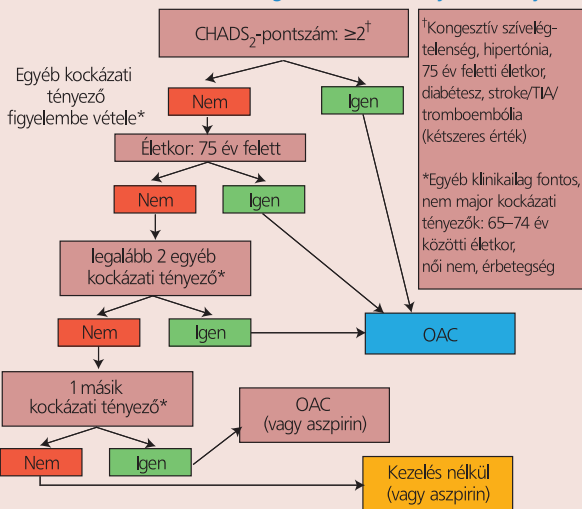 CHADS₂-pontszám: ≥2†
Egyéb kockázati
tényező
figyelembe vétele*
Nem
Igen
Életkor: 75 év felett
Nem
Igen
legalább 2 egyéb
kockázati tényező*
Nem
Igen
OAC
1 másik
kockázati tényező*
Nem
Igen
OAC
(vagy aszpirin)
Kezelés nélkül
(vagy aszpirin)
†Kongesztív szíveleg-
telenség, hipertónia,
75 év feletti életkor,
diabétesz, stroke/TIA/
tromboembólia
(kétszeres érték)
*Egyéb klinikailag fontos,
nem major kockázati
tényezők: 65–74 év
közötti életkor,
női nem, érbetegség